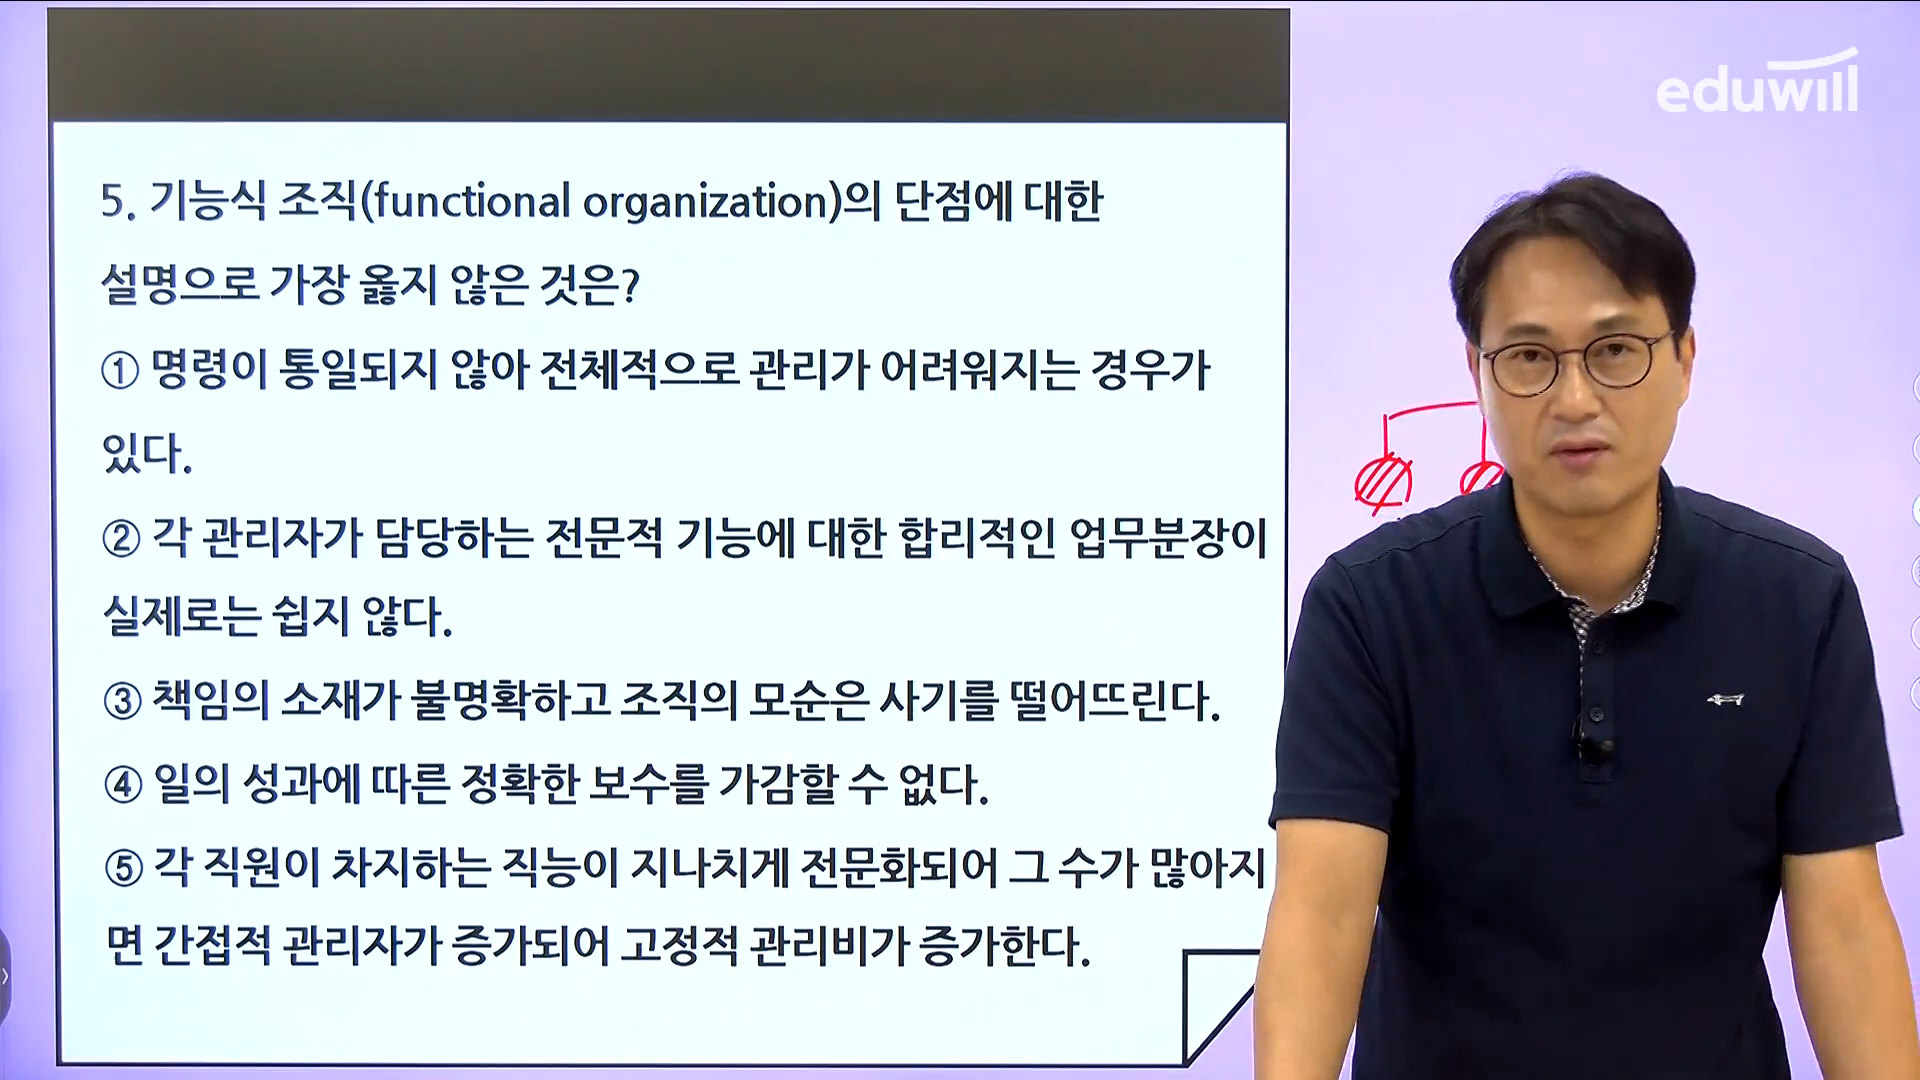 eduwill
5. 기능식 조직(functional organization)의 단점에 대한
설명으로 가장 옳지 않은 것은?
① 명령이 통일되지 않아 전체적으로 관리가 어려워지는 경우가
있다.
② 각 관리자가 담당하는 전문적 기능에 대한 합리적인 업무분장이
실제로는 쉽지 않다.
③ 책임의 소재가 불명확하고 조직의 모순은 사기를 떨어뜨린다.
④ 일의 성과에 따른 정확한 보수를 가감할 수 없다.
⑤ 각 직원이 차지하는 직능이 지나치게 전문화되어 그 수가 많아지
면 간접적 관리자가 증가되어 고정적 관리비가 증가한다.